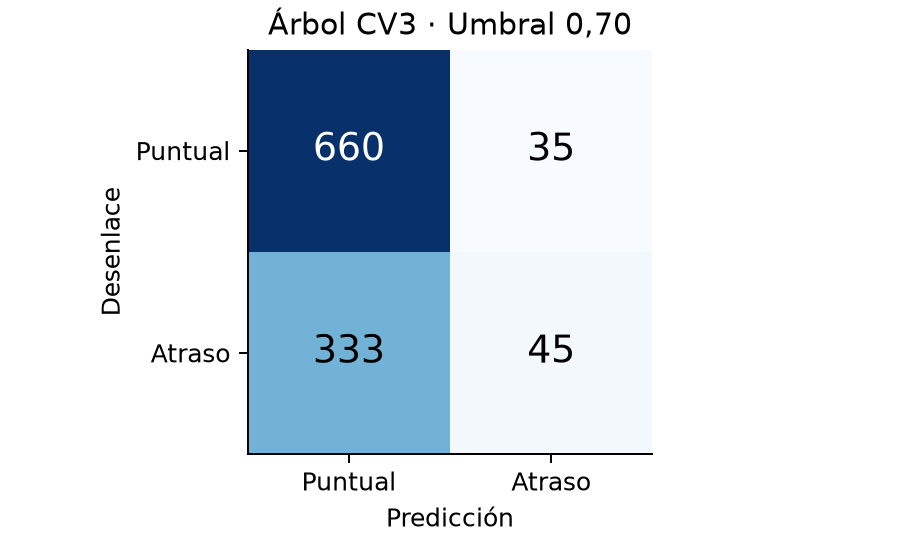 Árbol CV3 · Umbral 0,70
Desenlace
Puntual
660
35
Atraso
333
45
Puntual
Atraso
Predicción